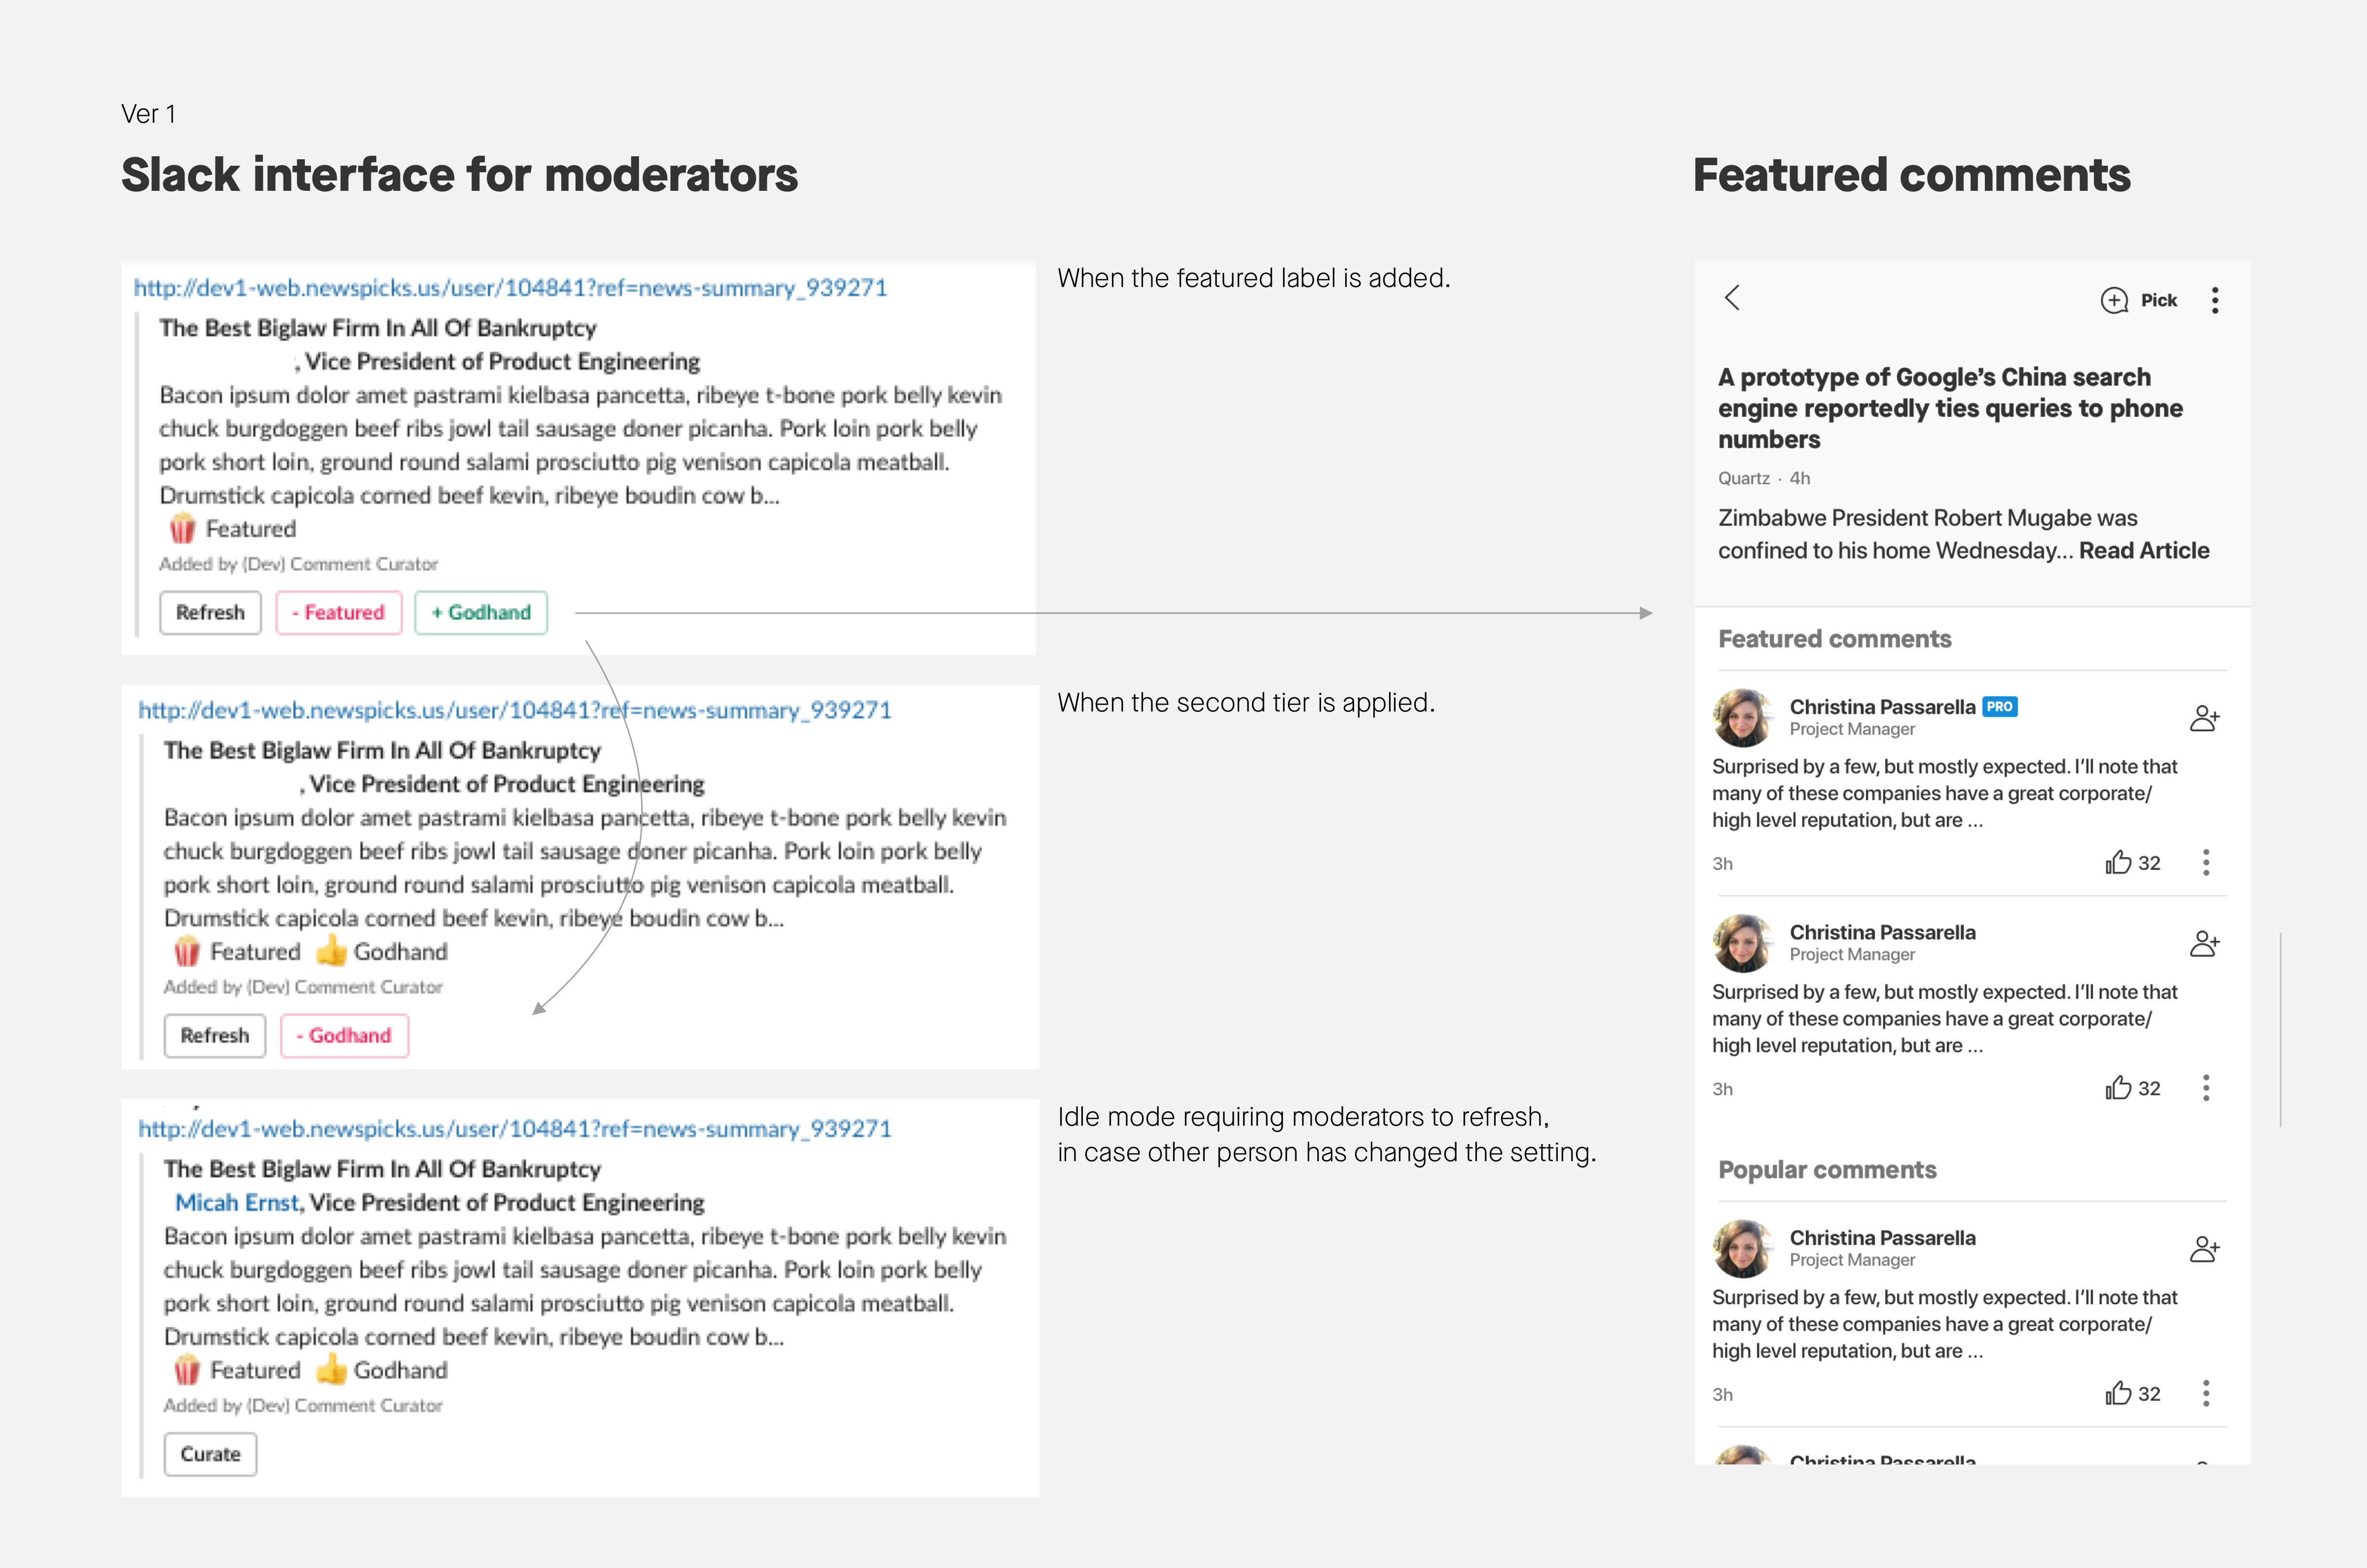 Ver 1
Slack interface for moderators
http://dev1-web.newspicks.us/user/104841?ref=news-summary_939271
The Best Biglaw Firm In All Of Bankruptcy
, Vice President of Product Engineering
Bacon ipsum dolor amet pastrami kielbasa pancetta, ribeye t-bone pork belly kevin
chuck burgdoggen beef ribs jowl tail sausage doner picanha. Pork loin pork belly
pork short loin, ground round salami prosciutto pig venison capicola meatball.
Drumstick capicola corned beef kevin, ribeye boudin cow b...
Featured
Added by (Dev) Comment Curator
Refresh - Featured + Godhand
When the featured label is added.
http://dev1-web.newspicks.us/user/104841?ref=news-summary_939271
The Best Biglaw Firm In All Of Bankruptcy
, Vice President of Product Engineering
Bacon ipsum dolor amet pastrami kielbasa pancetta, ribeye t-bone pork belly kevin
chuck burgdoggen beef ribs jowl tail sausage doner picanha. Pork loin pork belly
pork short loin, ground round salami prosciutto pig venison capicola meatball.
Drumstick capicola corned beef kevin, ribeye boudin cow b...
Featured Godhand
Added by (Dev) Comment Curator
Refresh - Godhand
When the second tier is applied.
http://dev1-web.newspicks.us/user/104841?ref=news-summary_939271
The Best Biglaw Firm In All Of Bankruptcy
Micah Ernst, Vice President of Product Engineering
Bacon ipsum dolor amet pastrami kielbasa pancetta, ribeye t-bone pork belly kevin
chuck burgdoggen beef ribs jowl tail sausage doner picanha. Pork loin pork belly
pork short loin, ground round salami prosciutto pig venison capicola meatball.
Drumstick capicola corned beef kevin, ribeye boudin cow b...
Featured Godhand
Added by (Dev) Comment Curator
Curate
Idle mode requiring moderators to refresh,
in case other person has changed the setting.
Featured comments
Pick
A prototype of Google’s China search
engine reportedly ties queries to phone
numbers
Quartz · 4h
Zimbabwe President Robert Mugabe was
confined to his home Wednesday... Read Article
Featured comments
Christina Passarella PRO
Project Manager
Surprised by a few, but mostly expected. I’ll note that
many of these companies have a great corporate/
high level reputation, but are ...
3h 32
Christina Passarella
Project Manager
Surprised by a few, but mostly expected. I’ll note that
many of these companies have a great corporate/
high level reputation, but are ...
3h 32
Popular comments
Christina Passarella
Project Manager
Surprised by a few, but mostly expected. I’ll note that
many of these companies have a great corporate/
high level reputation, but are ...
3h 32
Christina Passarella